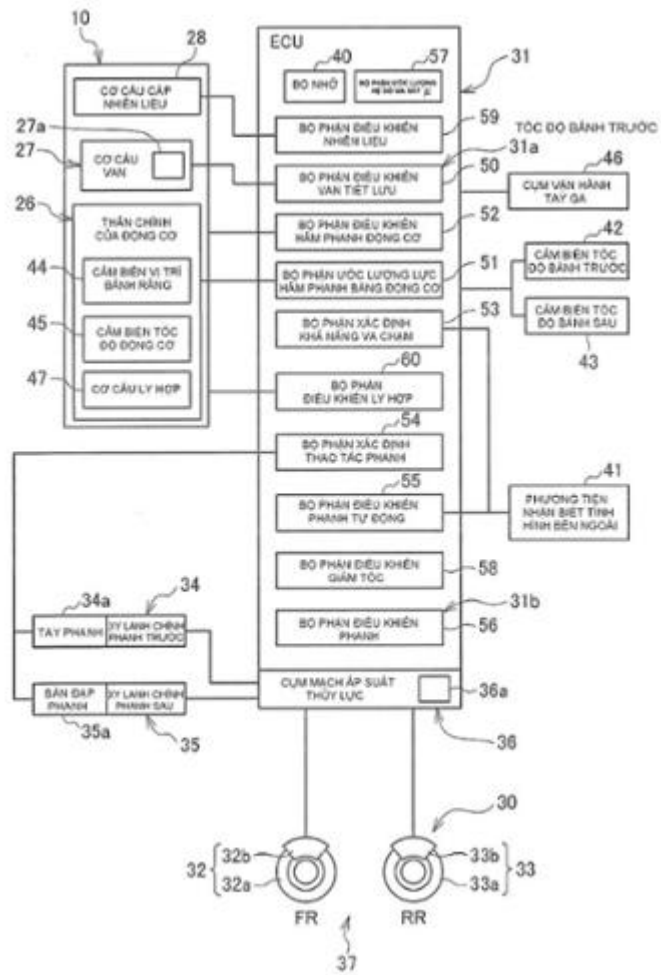 10
28
CƠ CẤU CẤP
NHIÊN LIỆU
27a
27
CƠ CẤU
VAN
26
THÂN CHÍNH
CỦA ĐỘNG CƠ
44
CẢM BIẾN VỊ TRÍ
BÁNH RĂNG
45
CẢM BIẾN TỐC
ĐỘ ĐỘNG CƠ
47
CƠ CẤU LY HỢP
ECU
40
BỘ NHỚ
57
BỘ PHẬN ƯỚC LƯỢNG
31
BỘ PHẬN ĐIỀU KHIỂN
NHIÊN LIỆU
59
31a
BỘ PHẬN ĐIỀU KHIỂN
VAN TIẾT LƯU
50
BỘ PHẬN ĐIỀU KHIỂN
HÃM PHANH ĐỘNG CƠ
52
BỘ PHẬN ƯỚC LƯỢNG LỰC
HÃM PHANH BẰNG ĐỘNG CƠ
51
53
BỘ PHẬN XÁC ĐỊNH
KHẢ NĂNG VA CHẠM
60
BỘ PHẬN
ĐIỀU KHIỂN LY HỢP
54
BỘ PHẬN XÁC ĐỊNH
THAO TÁC PHANH
55
BỘ PHẬN ĐIỀU KHIỂN
PHANH TỰ ĐỘNG
BỘ PHẬN ĐIỀU KHIỂN
GIẢM TỐC
58
31b
BỘ PHẬN ĐIỀU KHIỂN
PHANH
56
CỤM MẠCH ÁP SUẤT
THỦY LỰC
36a
36
TỐC ĐỘ BÁNH TRƯỚC
46
CỤM VẬN HÀNH
TAY GA
42
CẢM BIẾN TỐC
ĐỘ BÁNH TRƯỚC
CẢM BIẾN TỐC
ĐỘ BÁNH SAU
43
41
PHƯƠNG TIỆN
NHẬN BIẾT TÌNH
HÌNH BÊN NGOÀI
34a
34
TAY PHANH
XY LANH CHÍNH
PHANH TRƯỚC
BÀN ĐẠP
PHANH
XY LANH CHÍNH
PHANH SAU
35a
35
30
32
32b
32a
33b
33a
33
FR
RR
37